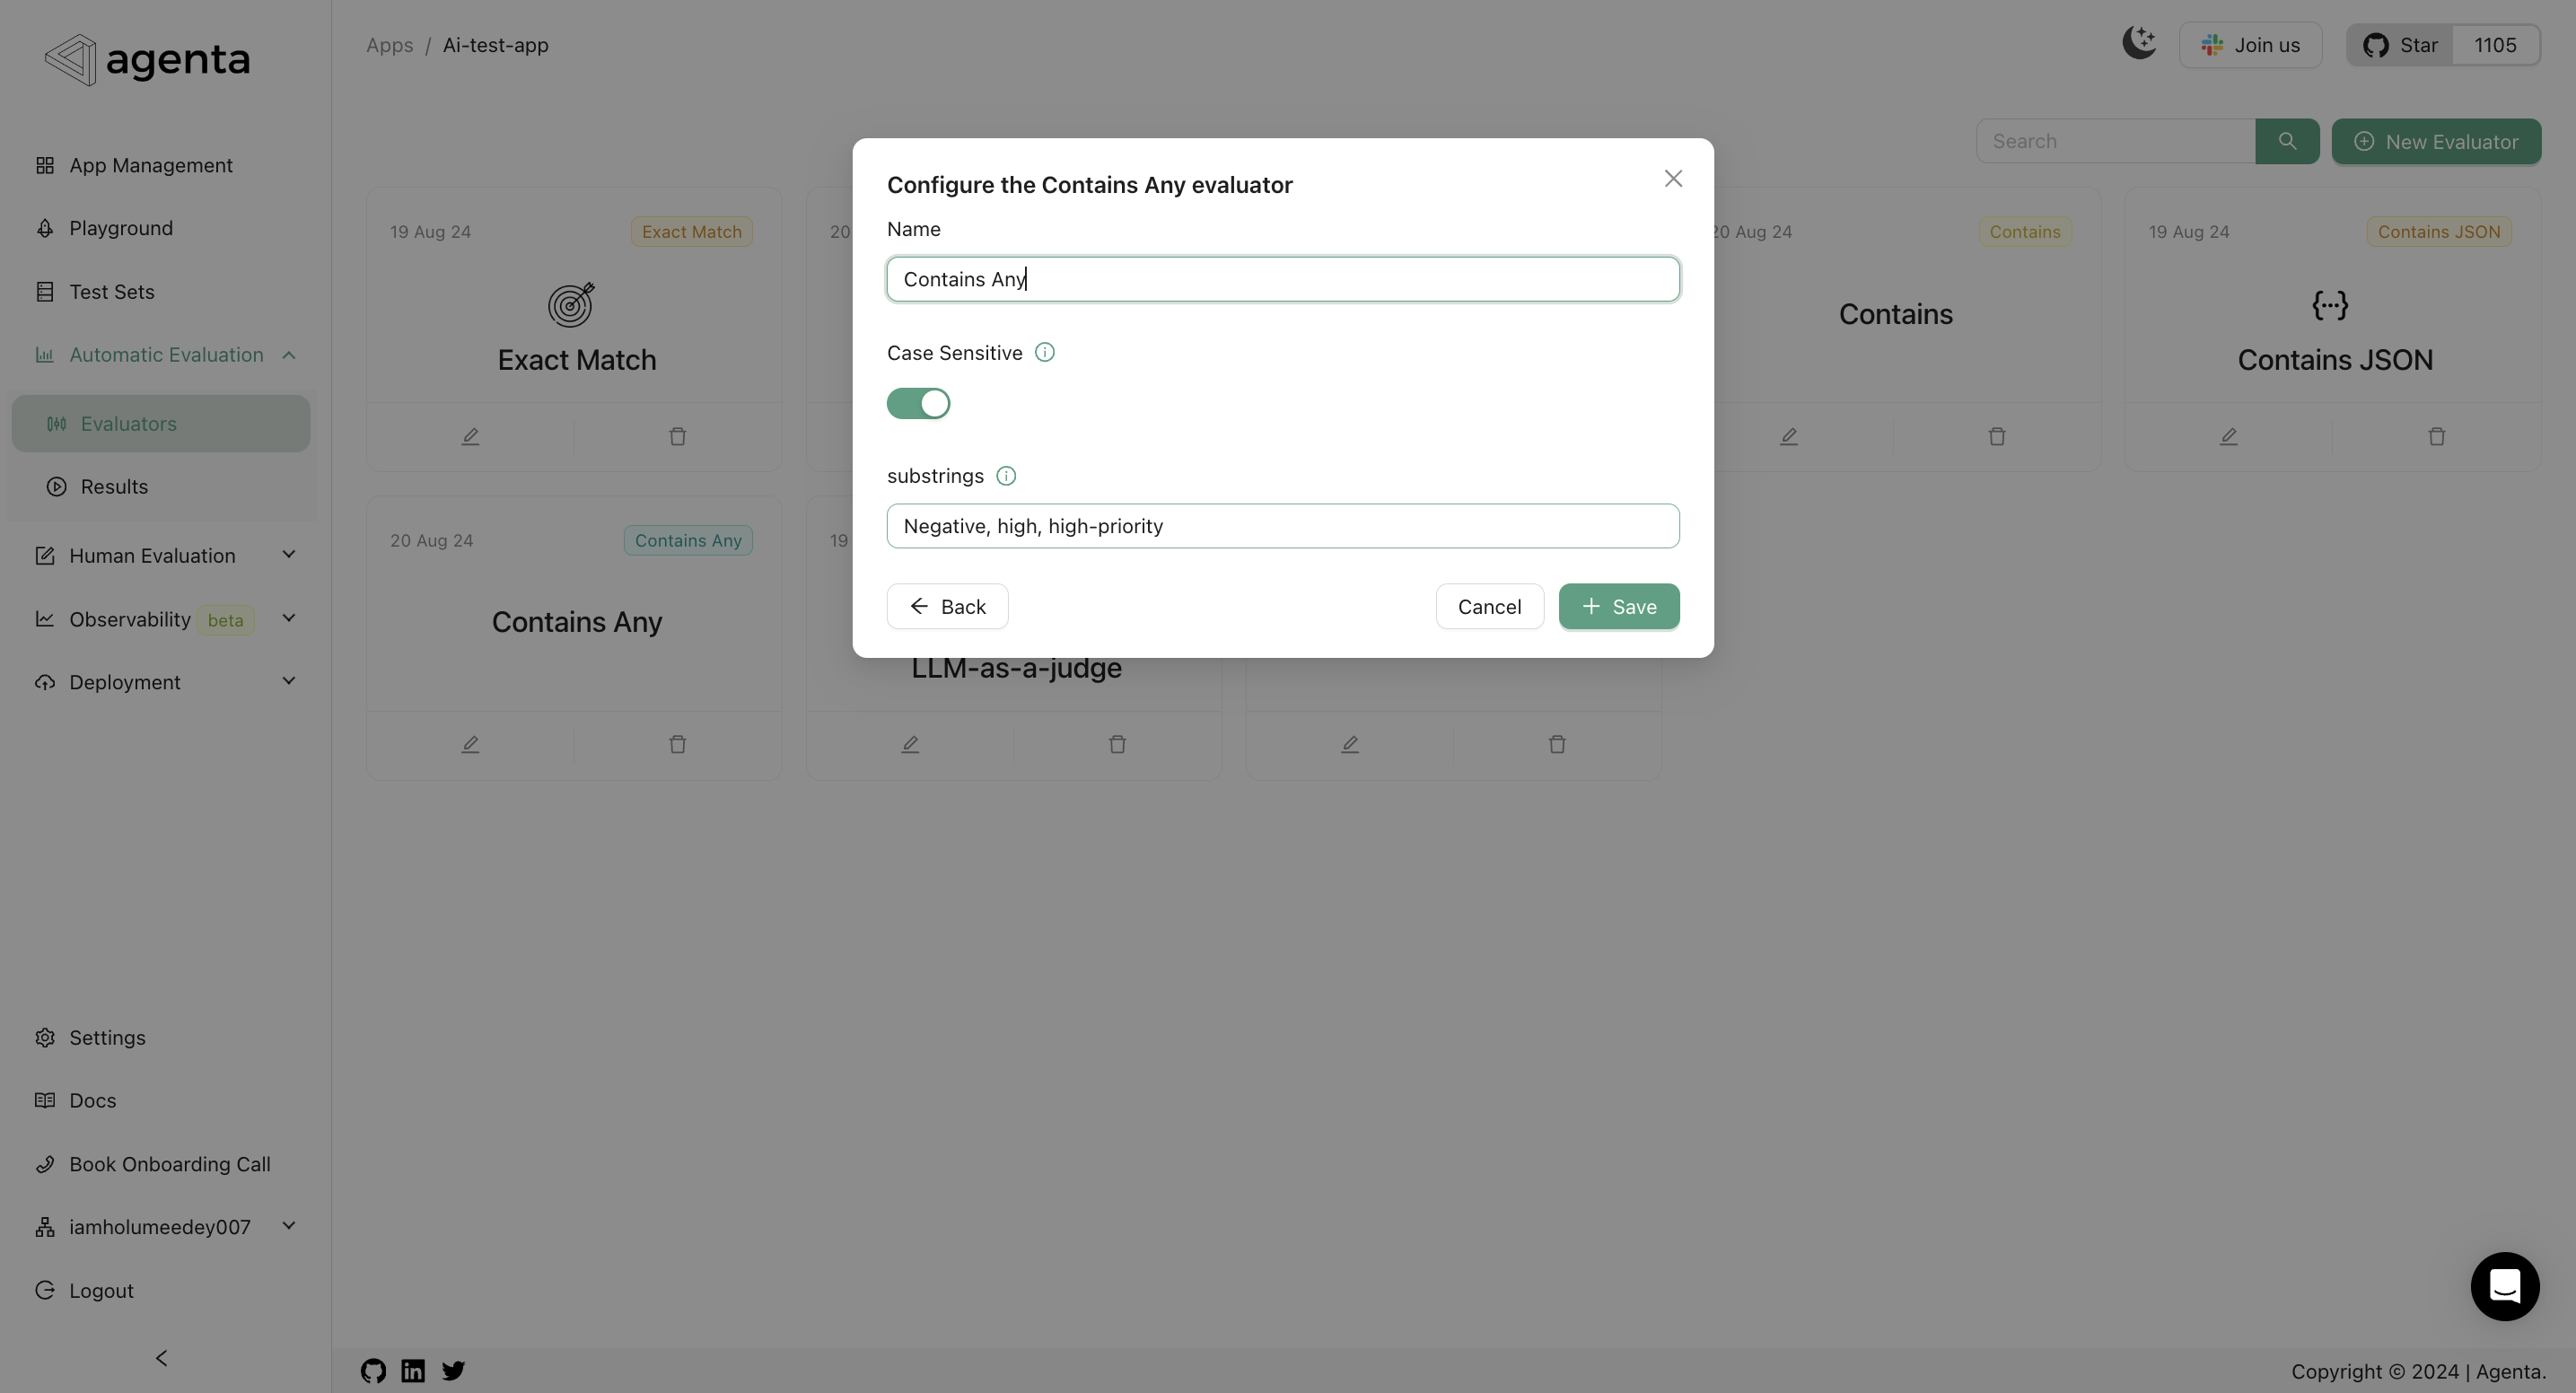 agenta
App Management
Playground
Test Sets
Automatic Evaluation
Evaluators
Results
Human Evaluation
Observability beta
Deployment
Settings
Docs
Book Onboarding Call
iamholumeedey007
Logout
Apps / Ai-test-app
Join us
Star 1105
Search
New Evaluator
19 Aug 24 Exact Match
Exact Match
20
20 Aug 24 Contains
Contains
19 Aug 24 Contains JSON
{···}
Contains JSON
20 Aug 24 Contains Any
Contains Any
19
LLM-as-a-judge
Configure the Contains Any evaluator
Name
Contains Any
Case Sensitive
substrings
Negative, high, high-priority
Back
Cancel
Save
Copyright © 2024 | Agenta.